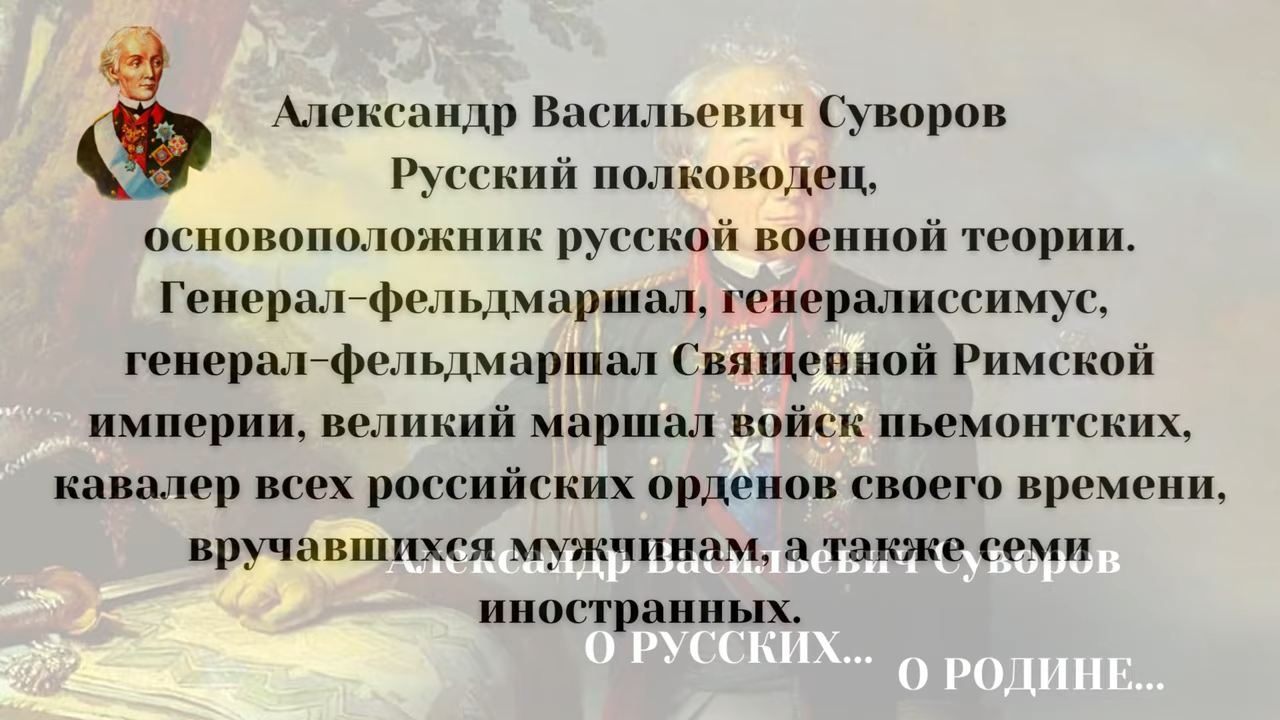 Александр Васильевич Суворов
Русский полководец,
основоположник русской военной теории.
Генерал-фельдмаршал, генералиссимус,
генерал-фельдмаршал Священной Римской
империи, великий маршал войск пьемонтских,
кавалер всех российских орденов своего времени,
вручавшихся мужчинам, а также семи
иностранных.
Александр Васильевич Суворов
О РУССКИХ...
О РОДИНЕ...